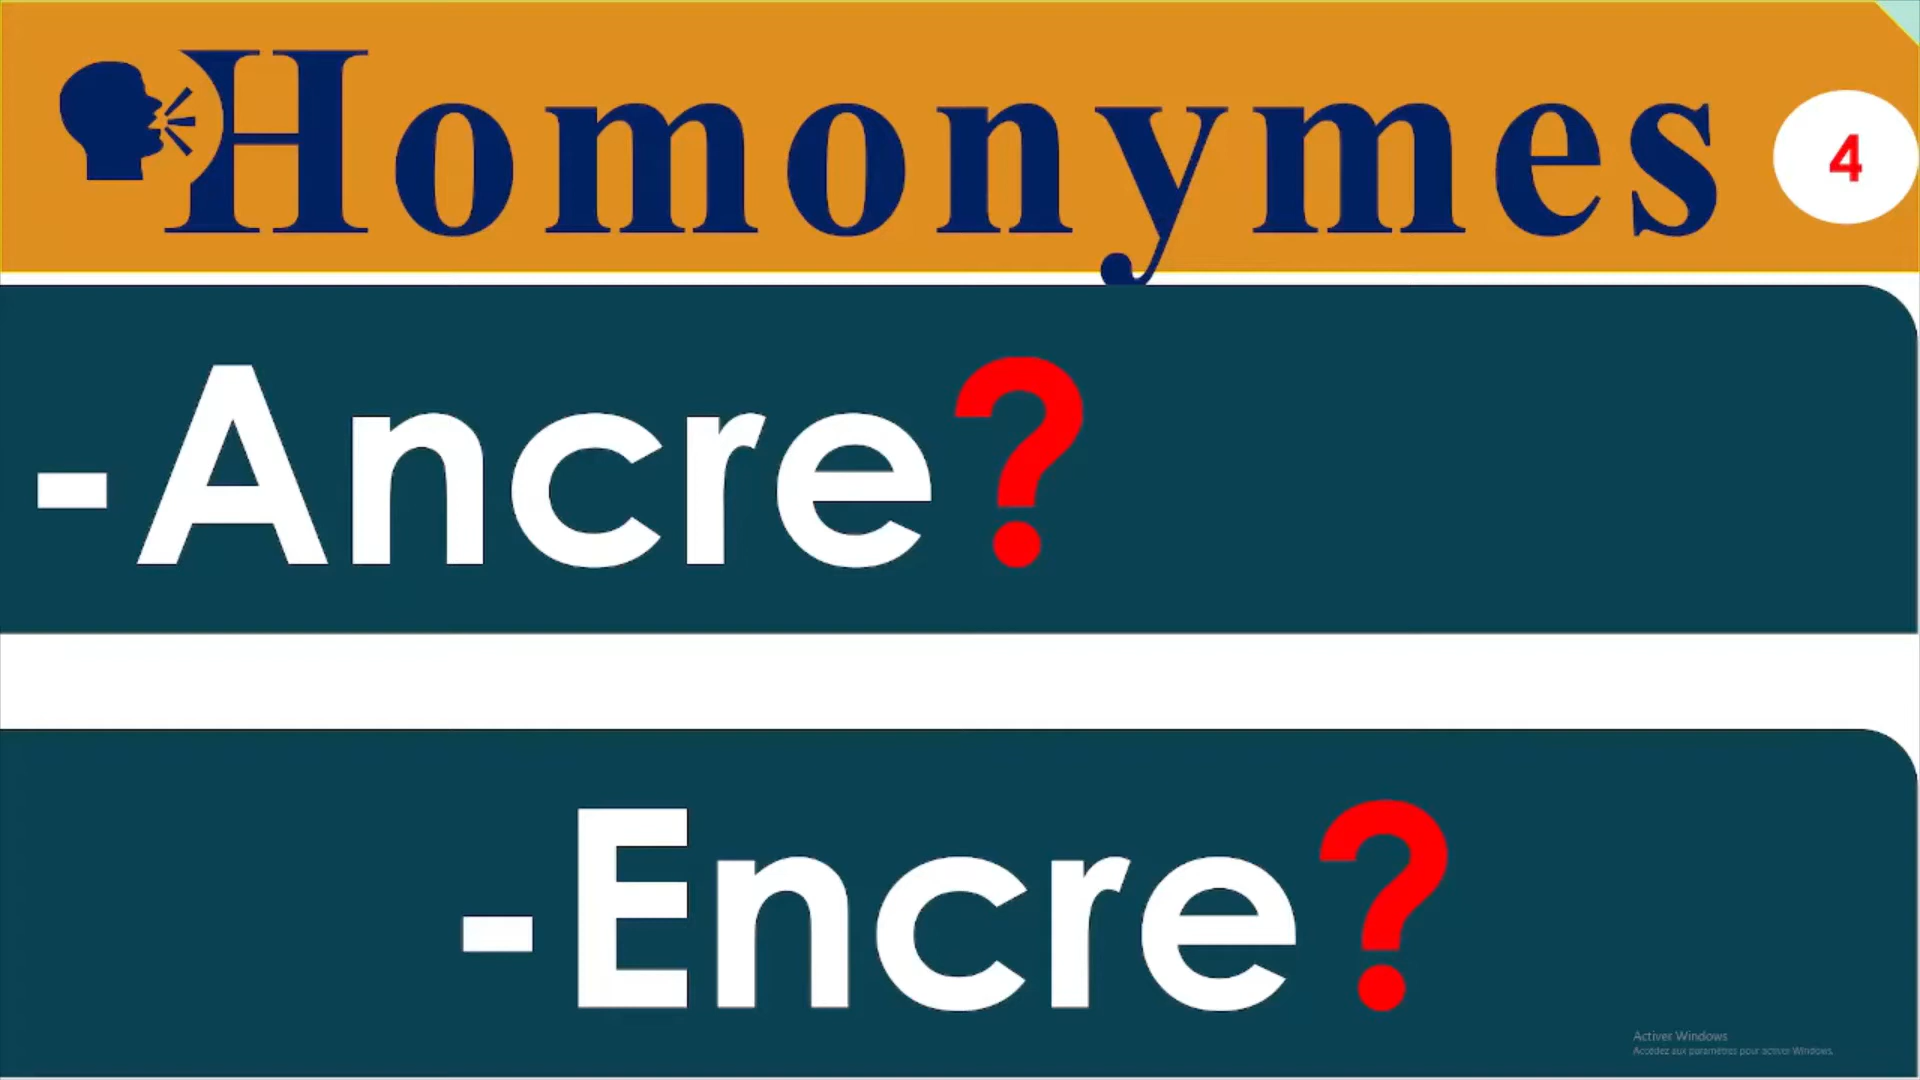 Homonymes
4
-Ancre?
-Encre?
Activer Windows
Accédez aux paramètres pour activer Windows.